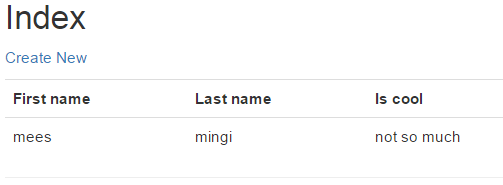 Index
Create New
First name Last name Is cool
mees mingi not so much